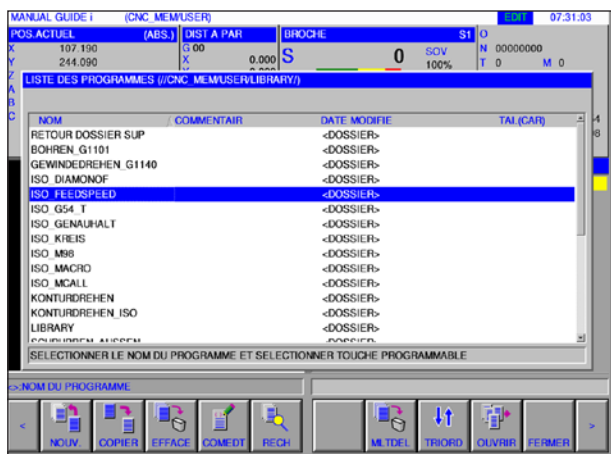 MANUAL GUIDE i (CNC_MEM/USER) EDIT 07:31:03
POS.ACTUEL (ABS.) DIST A PAR BROCHE S1 O
X 107.190 G 00 N 00000000
Y 244.090 X 0.000 S 0 SOV 100% T 0 M 0
Z
A
B
C
LISTE DES PROGRAMMES (//CNC_MEM/USER/LIBRARY/)
NOM / COMMENTAIR DATE MODIFIE TAL(CAR)
RETOUR DOSSIER SUP <DOSSIER>
BOHREN_G1101 <DOSSIER>
GEWINDEDREHEN_G1140 <DOSSIER>
ISO_DIAMONOF <DOSSIER>
ISO_FEEDSPEED <DOSSIER>
ISO_G54_T <DOSSIER>
ISO_GENAUHALT <DOSSIER>
ISO_KREIS <DOSSIER>
ISO_M98 <DOSSIER>
ISO_MACRO <DOSSIER>
ISO_MCALL <DOSSIER>
KONTURDREHEN <DOSSIER>
KONTURDREHEN_ISO <DOSSIER>
LIBRARY <DOSSIER>
SELECTIONNER LE NOM DU PROGRAMME ET SELECTIONNER TOUCHE PROGRAMMABLE
<>:NOM DU PROGRAMME
< NOUV. COPIER EFFACE COMEDT RECH MLTDEL TRIORD OUVRIR FERMER >